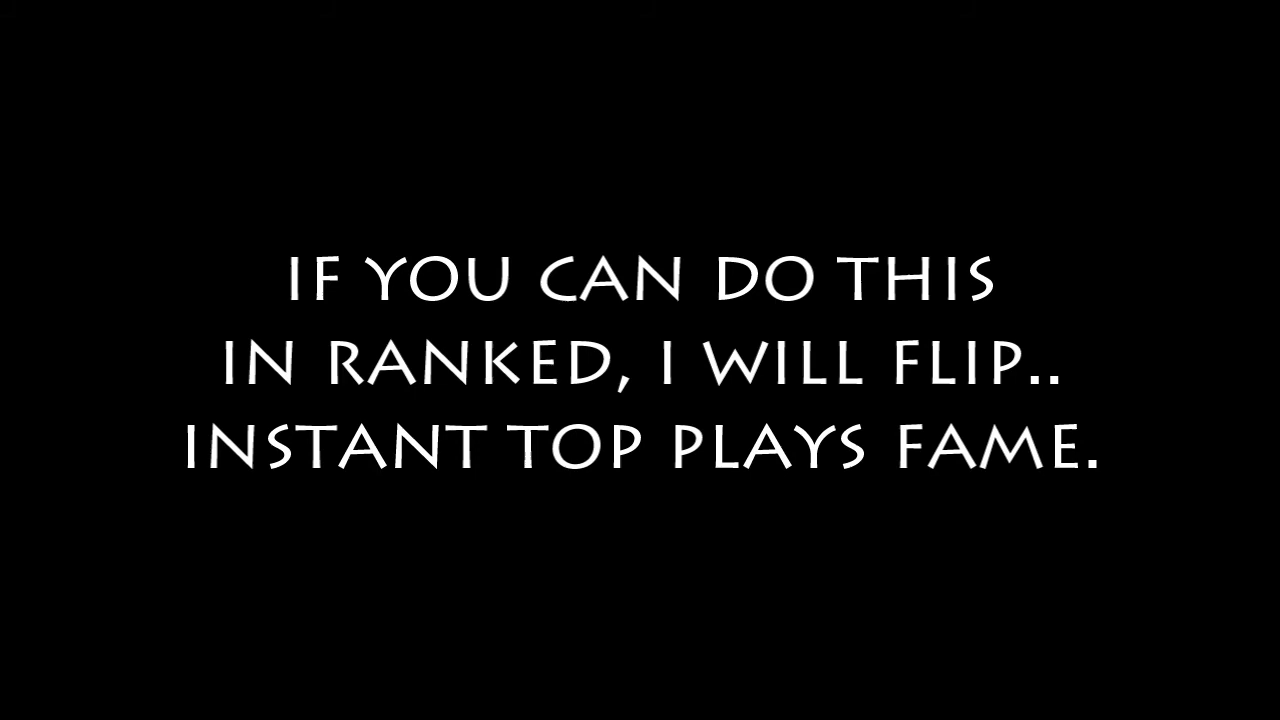 IF YOU CAN DO THIS
IN RANKED, I WILL FLIP..
INSTANT TOP PLAYS FAME.